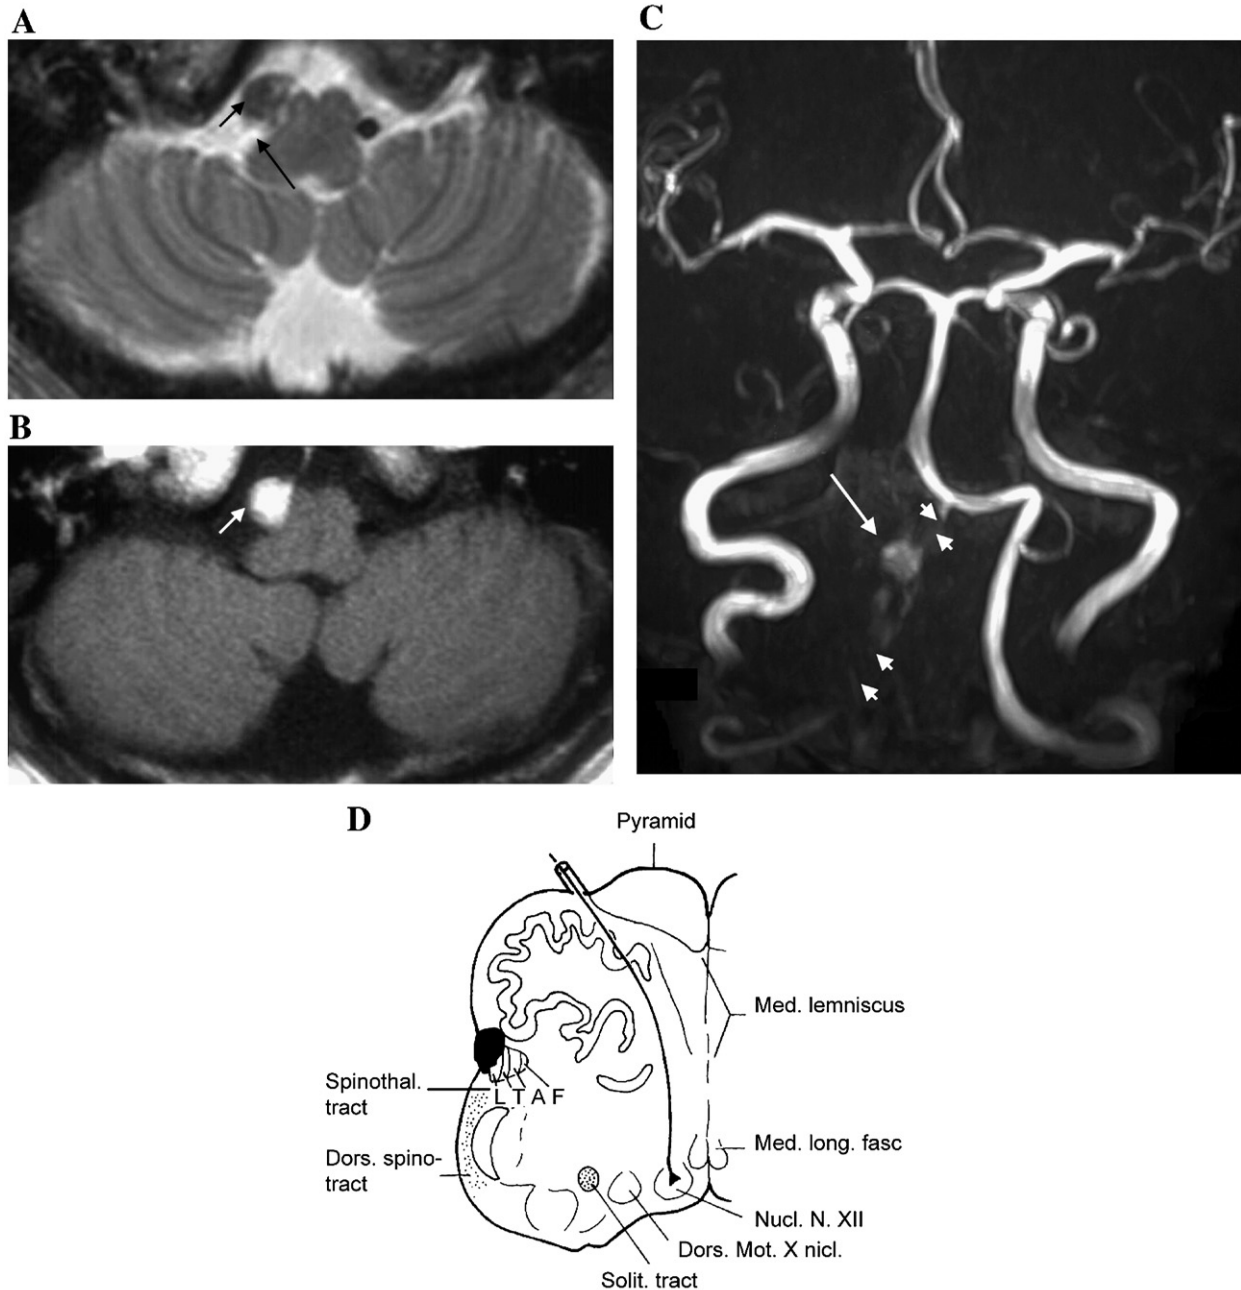 A
C
B
D
Pyramid
Med. lemniscus
Spinothal.
tract
L T A F
Dors. spino-
tract
Med. long. fasc
Nucl. N. XII
Dors. Mot. X nicl.
Solit. tract